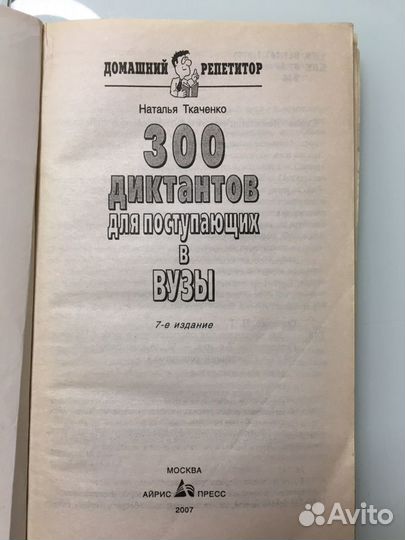 ДОМАШНИЙ РЕПЕТИТОР
Наталья Ткаченко
300
ДИКТАНТОВ
для поступающих
в
ВУЗЫ
7-е издание
МОСКВА
АЙРИС ПРЕСС
2007
Avito